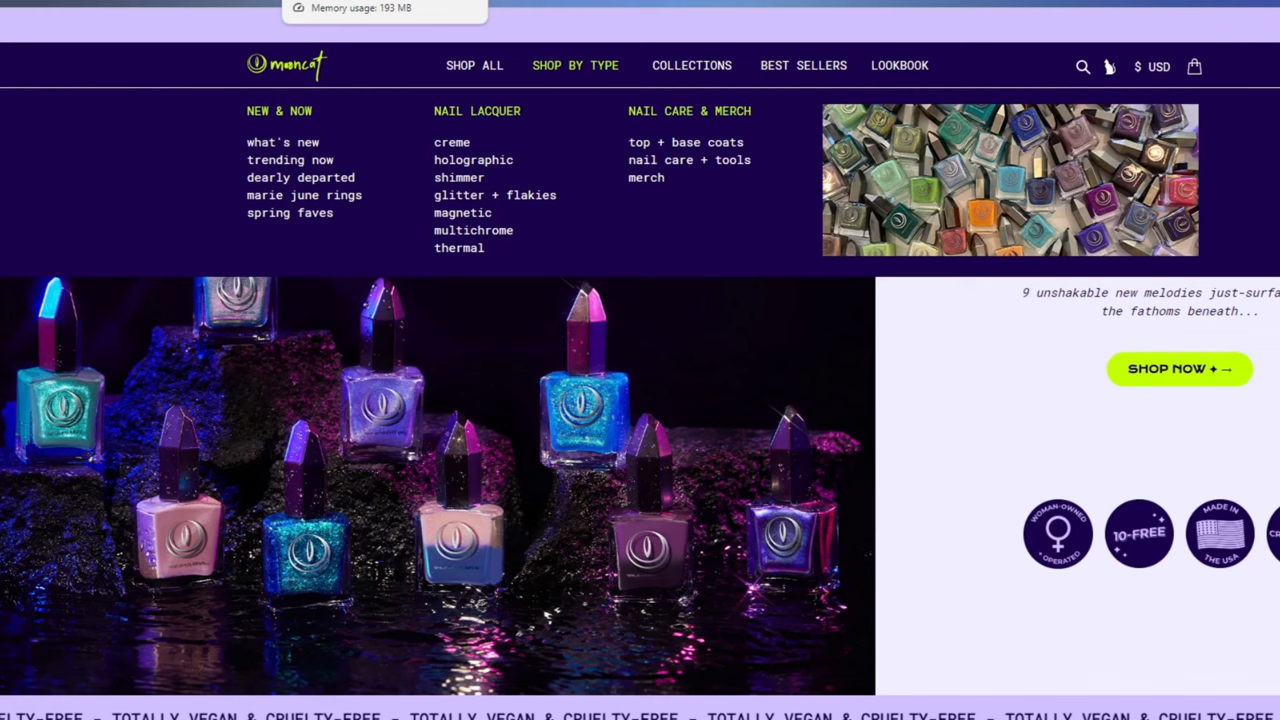 Memory usage: 193 MB
mooncat
SHOP ALL SHOP BY TYPE COLLECTIONS BEST SELLERS LOOKBOOK $ USD
NEW & NOW
what's new
trending now
dearly departed
marie june rings
spring faves
NAIL LACQUER
creme
holographic
shimmer
glitter + flakies
magnetic
multichrome
thermal
NAIL CARE & MERCH
top + base coats
nail care + tools
merch
9 unshakable new melodies just-surfa
the fathoms beneath...
SHOP NOW
WOMAN-OWNED
OPERATED
10-FREE
MADE IN
THE USA
CR
ELTY-FREE - TOTALLY VEGAN & CRUELTY-FREE - TOTALLY VEGAN & CRUELTY-FREE - TOTALLY VEGAN & CRUELTY-FREE - TOTALLY VEGAN & CRUELTY-FREE